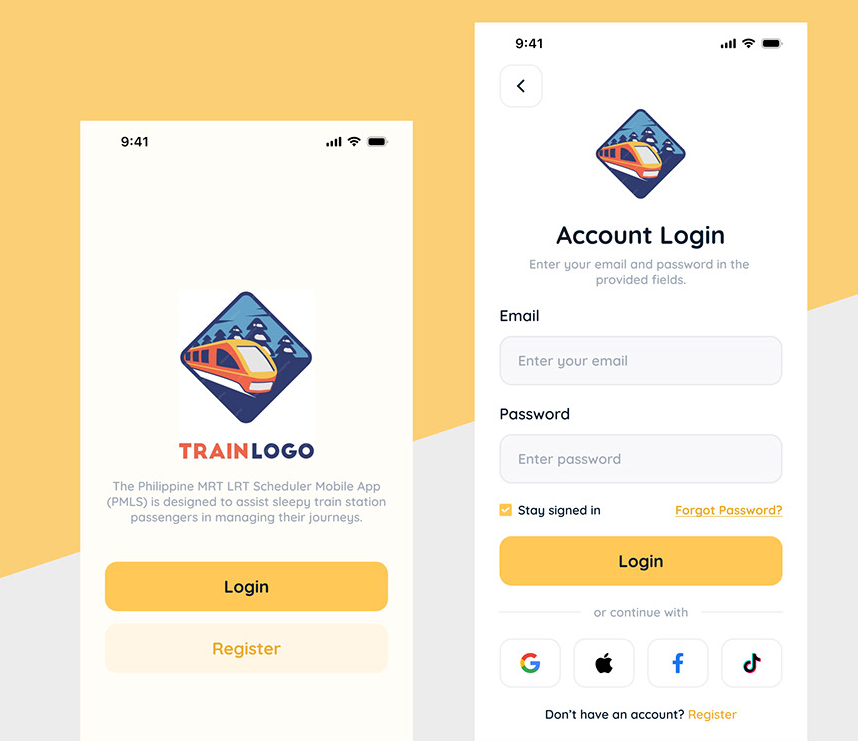 9:41
TRAINLOGO
The Philippine MRT LRT Scheduler Mobile App
(PMLS) is designed to assist sleepy train station
passengers in managing their journeys.
Login
Register
9:41
Account Login
Enter your email and password in the
provided fields.
Email
Enter your email
Password
Enter password
Stay signed in
Forgot Password?
Login
or continue with
Don't have an account? Register